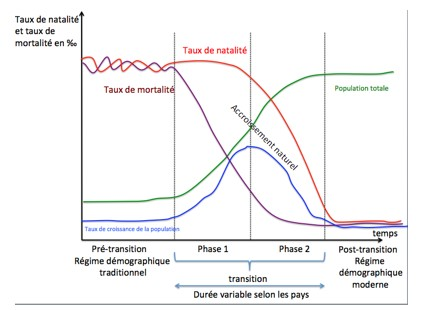 Taux de natalité
et taux de
mortalité en ‰
Taux de natalité
Taux de mortalité
Population totale
Accroissement naturel
Taux de croissance de la population
temps
Pré-transition
Régime démographique
traditionnel
Phase 1
Phase 2
Post-transition
Régime
démographique
moderne
transition
Durée variable selon les pays